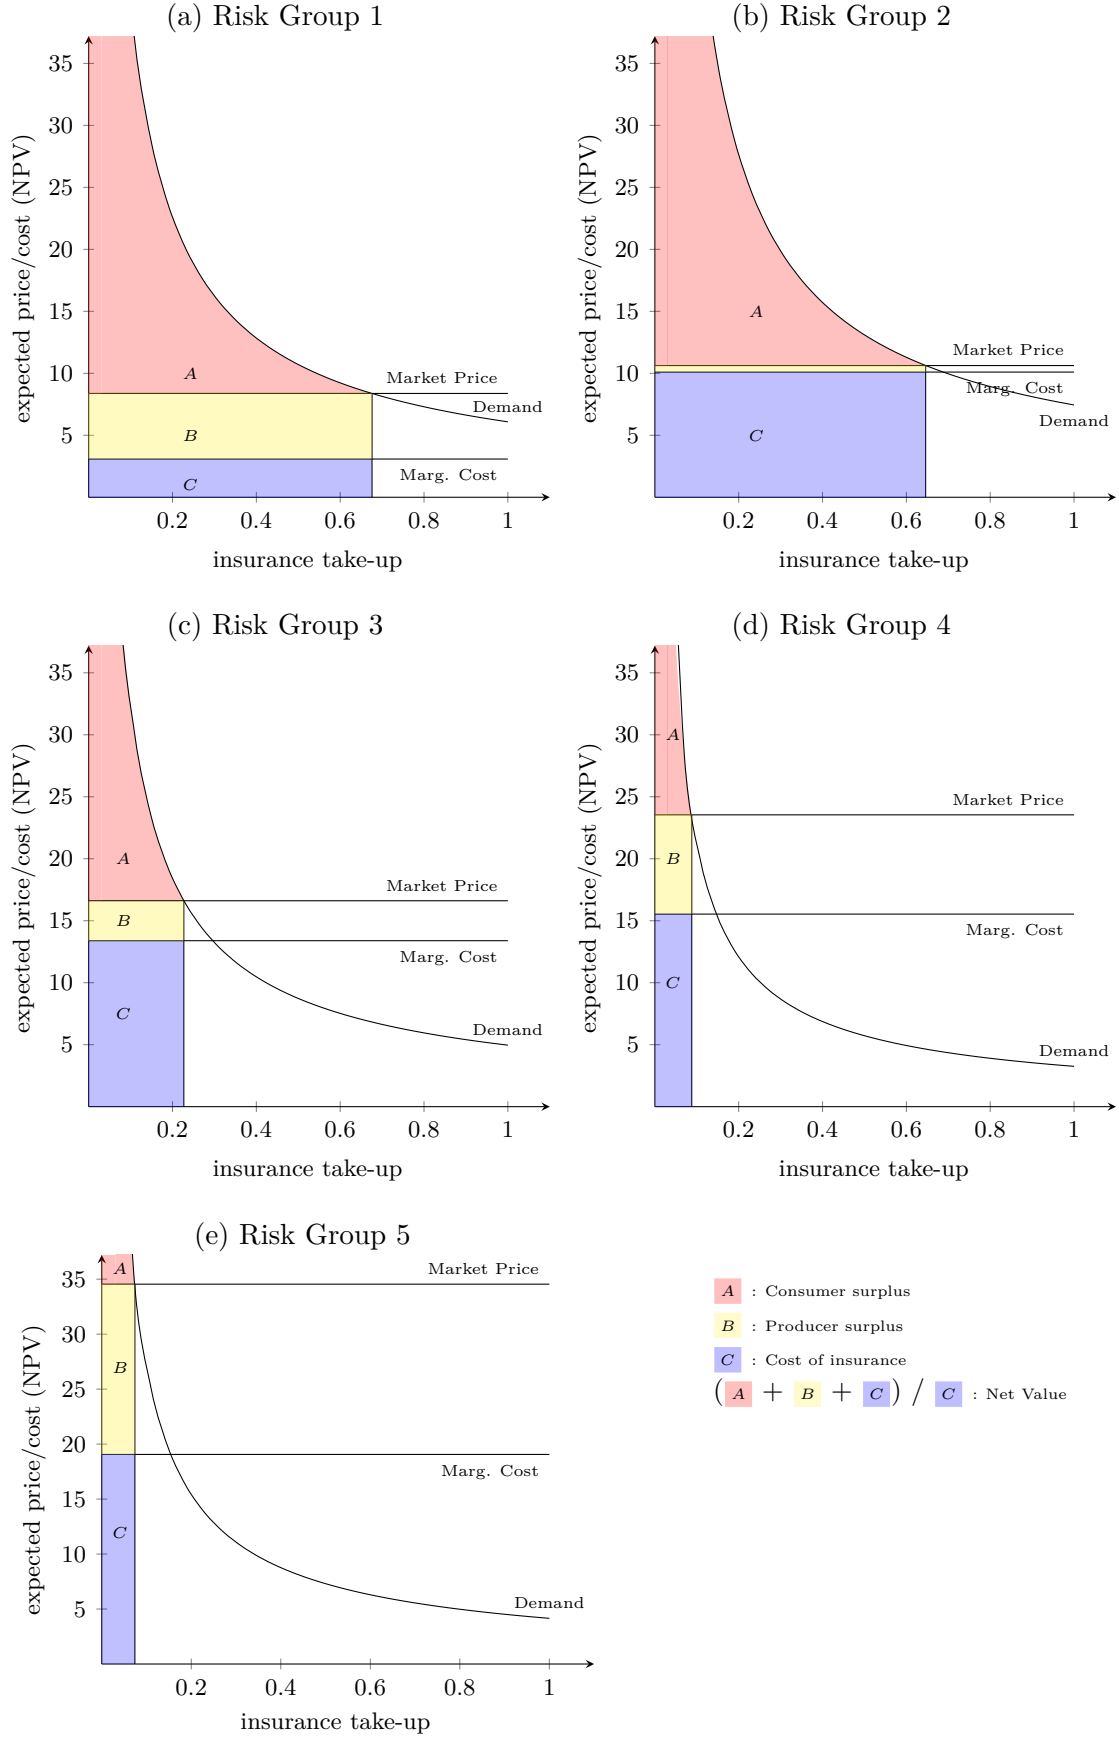 (a) Risk Group 1
expected price/cost (NPV)
35
30
25
20
15
10
5
A
B
C
Market Price
Demand
Marg. Cost
0.2 0.4 0.6 0.8 1
insurance take-up
(b) Risk Group 2
expected price/cost (NPV)
35
30
25
20
15
10
5
A
C
Market Price
Marg. Cost
Demand
0.2 0.4 0.6 0.8 1
insurance take-up
(c) Risk Group 3
expected price/cost (NPV)
35
30
25
20
15
10
5
A
B
C
Market Price
Marg. Cost
Demand
0.2 0.4 0.6 0.8 1
insurance take-up
(d) Risk Group 4
expected price/cost (NPV)
35
30
25
20
15
10
5
A
B
C
Market Price
Marg. Cost
Demand
0.2 0.4 0.6 0.8 1
insurance take-up
(e) Risk Group 5
expected price/cost (NPV)
35
30
25
20
15
10
5
A
B
C
Market Price
Marg. Cost
Demand
0.2 0.4 0.6 0.8 1
insurance take-up
A : Consumer surplus
B : Producer surplus
C : Cost of insurance
(A + B + C) / C : Net Value